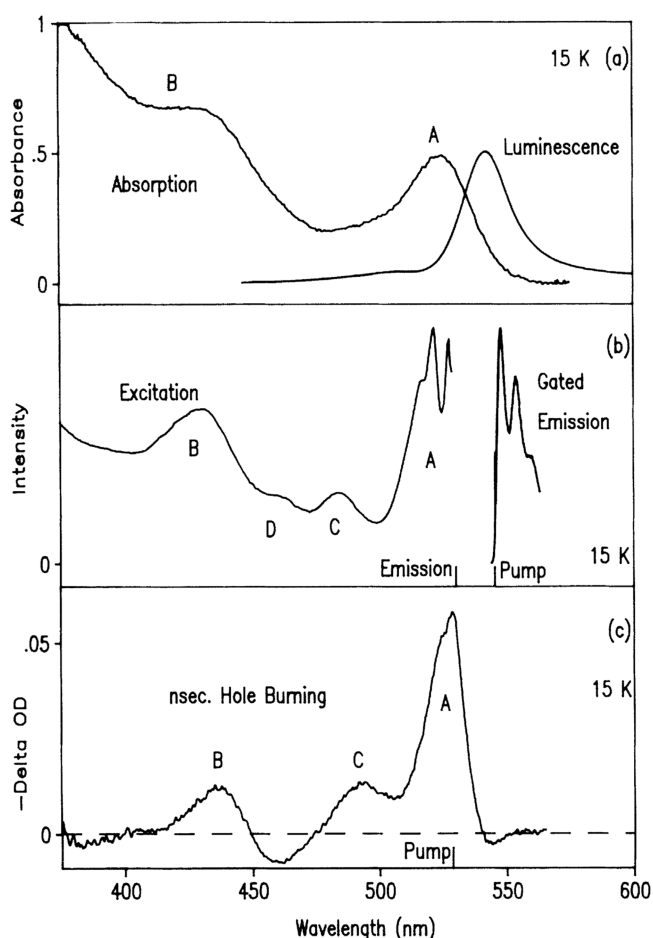 1
15 K (a)
B
A
Luminescence
Absorbance
.5
Absorption
0
(b)
Excitation
Gated
Emission
Intensity
B
A
D
C
0
Emission
Pump
15 K
(c)
.05
15 K
nsec. Hole Burning
A
B
C
−Delta OD
0
Pump
400
450
500
550
600
Wavelength (nm)